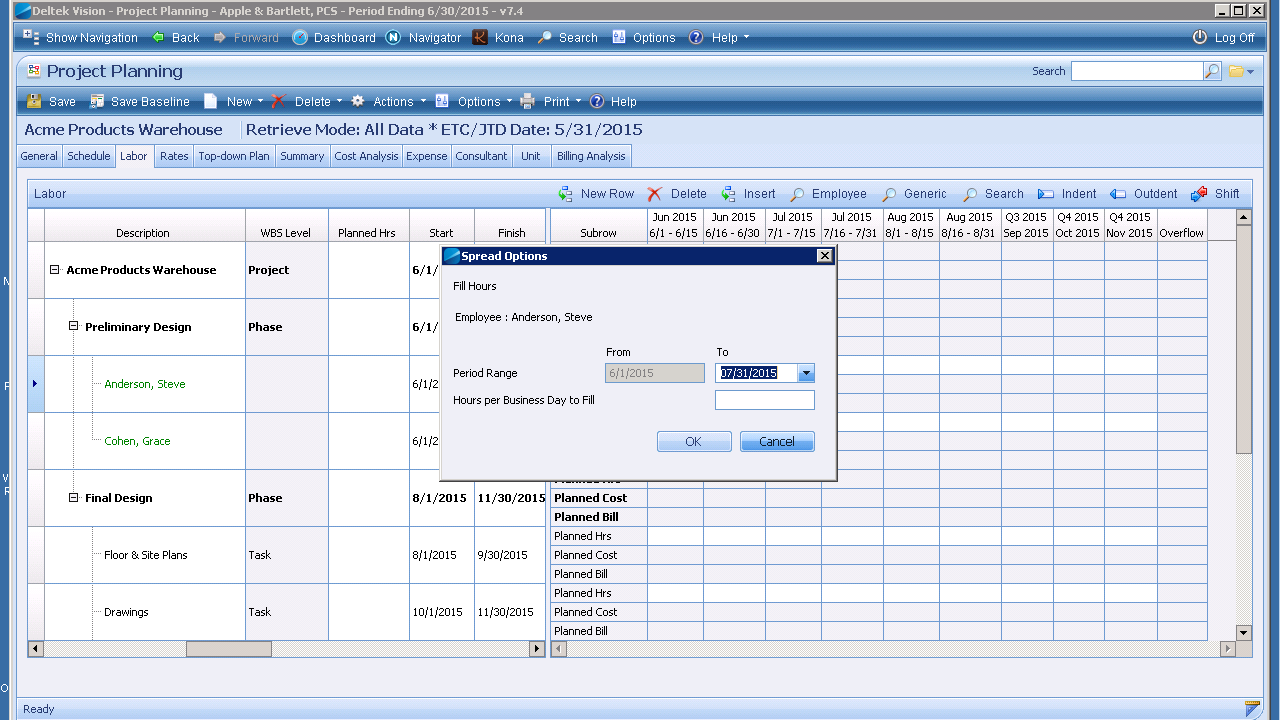 Deltek Vision - Project Planning - Apple & Bartlett, PCS - Period Ending 6/30/2015 - v7.4
Show Navigation Back Forward Dashboard Navigator Kona Search Options Help Log Off
Project Planning Search
Save Save Baseline New Delete Actions Options Print Help
Acme Products Warehouse Retrieve Mode: All Data * ETC/JTD Date: 5/31/2015
General Schedule Labor Rates Top-down Plan Summary Cost Analysis Expense Consultant Unit Billing Analysis
Labor New Row Delete Insert Employee Generic Search Indent Outdent Shift
Jun 2015 Jun 2015 Jul 2015 Jul 2015 Aug 2015 Aug 2015 Q3 2015 Q4 2015 Q4 2015
Description WBS Level Planned Hrs Start Finish Subrow 6/1 - 6/15 6/16 - 6/30 7/1 - 7/15 7/16 - 7/31 8/1 - 8/15 8/16 - 8/31 Sep 2015 Oct 2015 Nov 2015 Overflow
Spread Options
Acme Products Warehouse Project 6/1/
Fill Hours
Employee : Anderson, Steve
Preliminary Design Phase 6/1/
From To
Period Range 6/1/2015 07/31/2015
Anderson, Steve 6/1/2
Hours per Business Day to Fill
Cohen, Grace 6/1/2
OK Cancel
Final Design Phase 8/1/2015 11/30/2015 Planned Cost
Planned Bill
Planned Hrs
Floor & Site Plans Task 8/1/2015 9/30/2015 Planned Cost
Planned Bill
Planned Hrs
Drawings Task 10/1/2015 11/30/2015 Planned Cost
Planned Bill
Ready